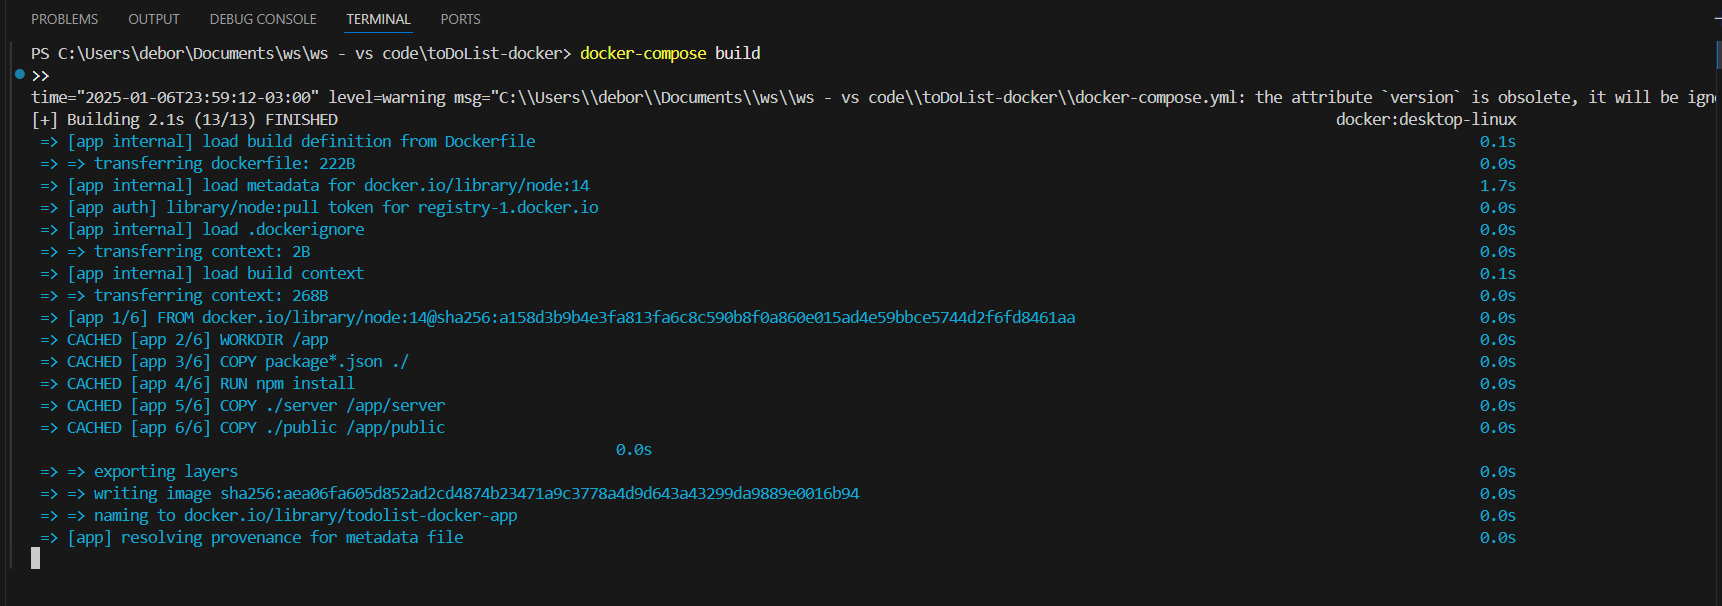 PROBLEMS OUTPUT DEBUG CONSOLE TERMINAL PORTS
PS C:\Users\debor\Documents\ws\ws - vs code\toDoList-docker> docker-compose build
>>
time="2025-01-06T23:59:12-03:00" level=warning msg="C:\\Users\\debor\\Documents\\ws\\ws - vs code\\toDoList-docker\\docker-compose.yml: the attribute `version` is obsolete, it will be igno
[+] Building 2.1s (13/13) FINISHED docker:desktop-linux
=> [app internal] load build definition from Dockerfile 0.1s
=> => transferring dockerfile: 222B 0.0s
=> [app internal] load metadata for docker.io/library/node:14 1.7s
=> [app auth] library/node:pull token for registry-1.docker.io 0.0s
=> [app internal] load .dockerignore 0.0s
=> => transferring context: 2B 0.0s
=> [app internal] load build context 0.1s
=> => transferring context: 268B 0.0s
=> [app 1/6] FROM docker.io/library/node:14@sha256:a158d3b9b4e3fa813fa6c8c590b8f0a860e015ad4e59bbce5744d2f6fd8461aa 0.0s
=> CACHED [app 2/6] WORKDIR /app 0.0s
=> CACHED [app 3/6] COPY package*.json ./ 0.0s
=> CACHED [app 4/6] RUN npm install 0.0s
=> CACHED [app 5/6] COPY ./server /app/server 0.0s
=> CACHED [app 6/6] COPY ./public /app/public 0.0s
0.0s
=> => exporting layers 0.0s
=> => writing image sha256:aea06fa605d852ad2cd4874b23471a9c3778a4d9d643a43299da9889e0016b94 0.0s
=> => naming to docker.io/library/todolist-docker-app 0.0s
=> [app] resolving provenance for metadata file 0.0s